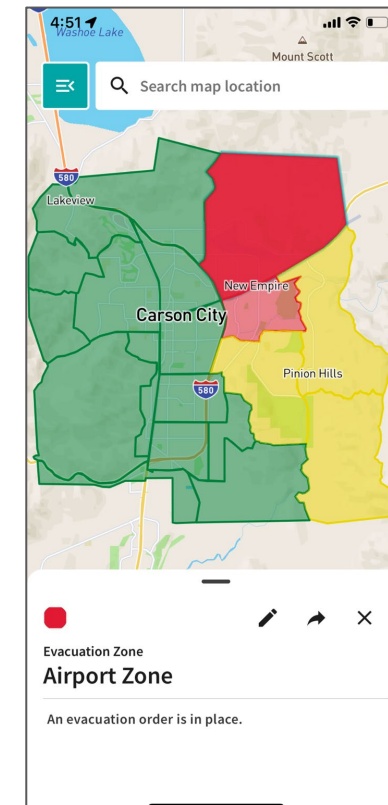 4:51
Washoe Lake
Mount Scott
Search map location
580
Lakeview
New Empire
Carson City
Pinion Hills
580
Evacuation Zone
Airport Zone
An evacuation order is in place.